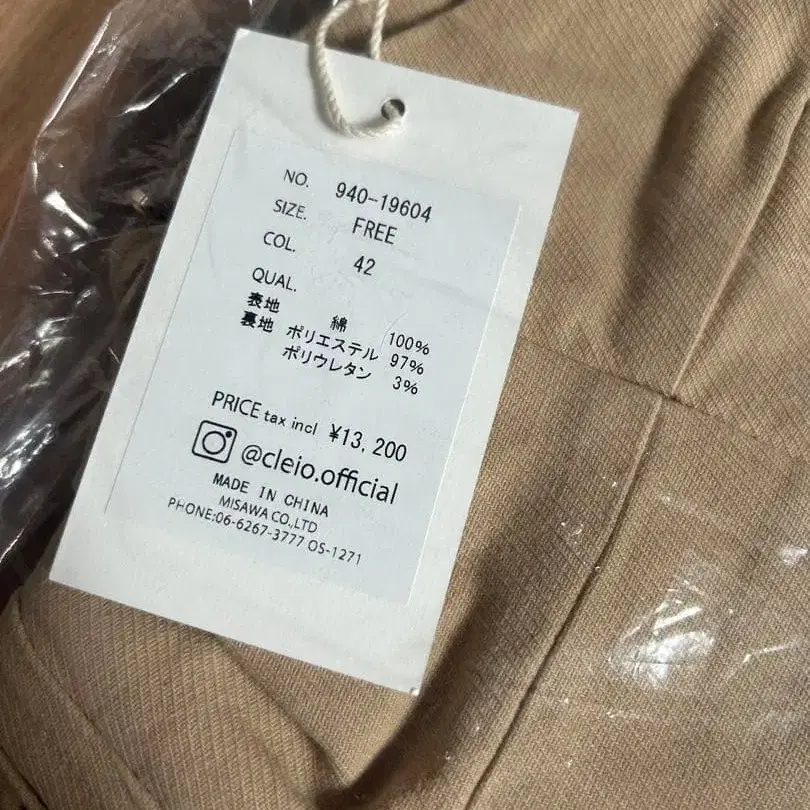 NO. 940-19604
SIZE. FREE
COL. 42
QUAL.
表地 綿 100%
裏地 ポリエステル 97%
ポリウレタン 3%
PRICE tax incl ¥13,200
@cleio.official
MADE IN CHINA
MISAWA CO.,LTD
PHONE:06-6267-3777 OS-1271